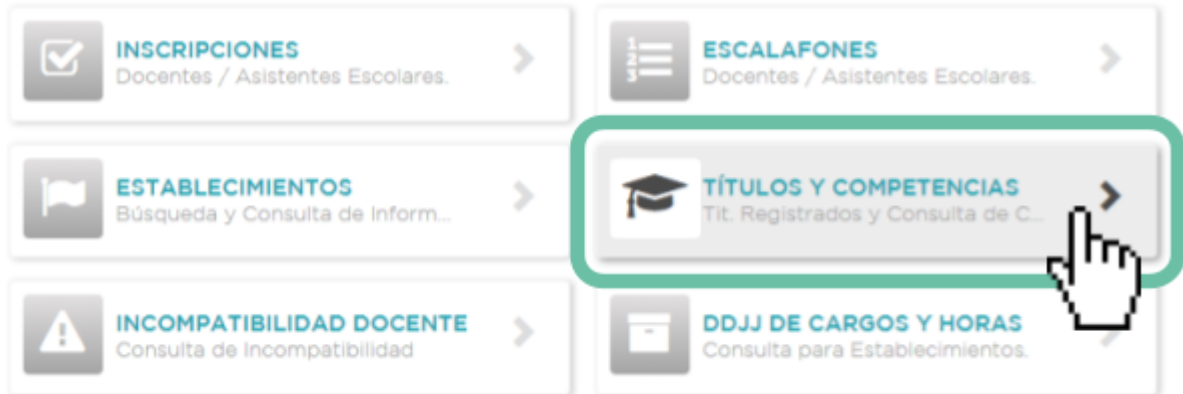 INSCRIPCIONES
Docentes / Asistentes Escolares.
ESCALAFONES
Docentes / Asistentes Escolares.
ESTABLECIMIENTOS
Búsqueda y Consulta de Inform...
TÍTULOS Y COMPETENCIAS
Tit. Registrados y Consulta de C...
INCOMPATIBILIDAD DOCENTE
Consulta de Incompatibilidad
DDJJ DE CARGOS Y HORAS
Consulta para Establecimientos.